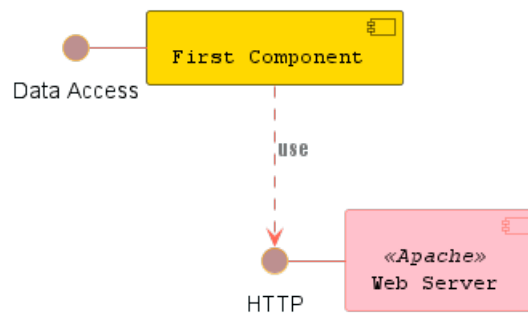 First Component
Data Access
use
«Apache»
Web Server
HTTP